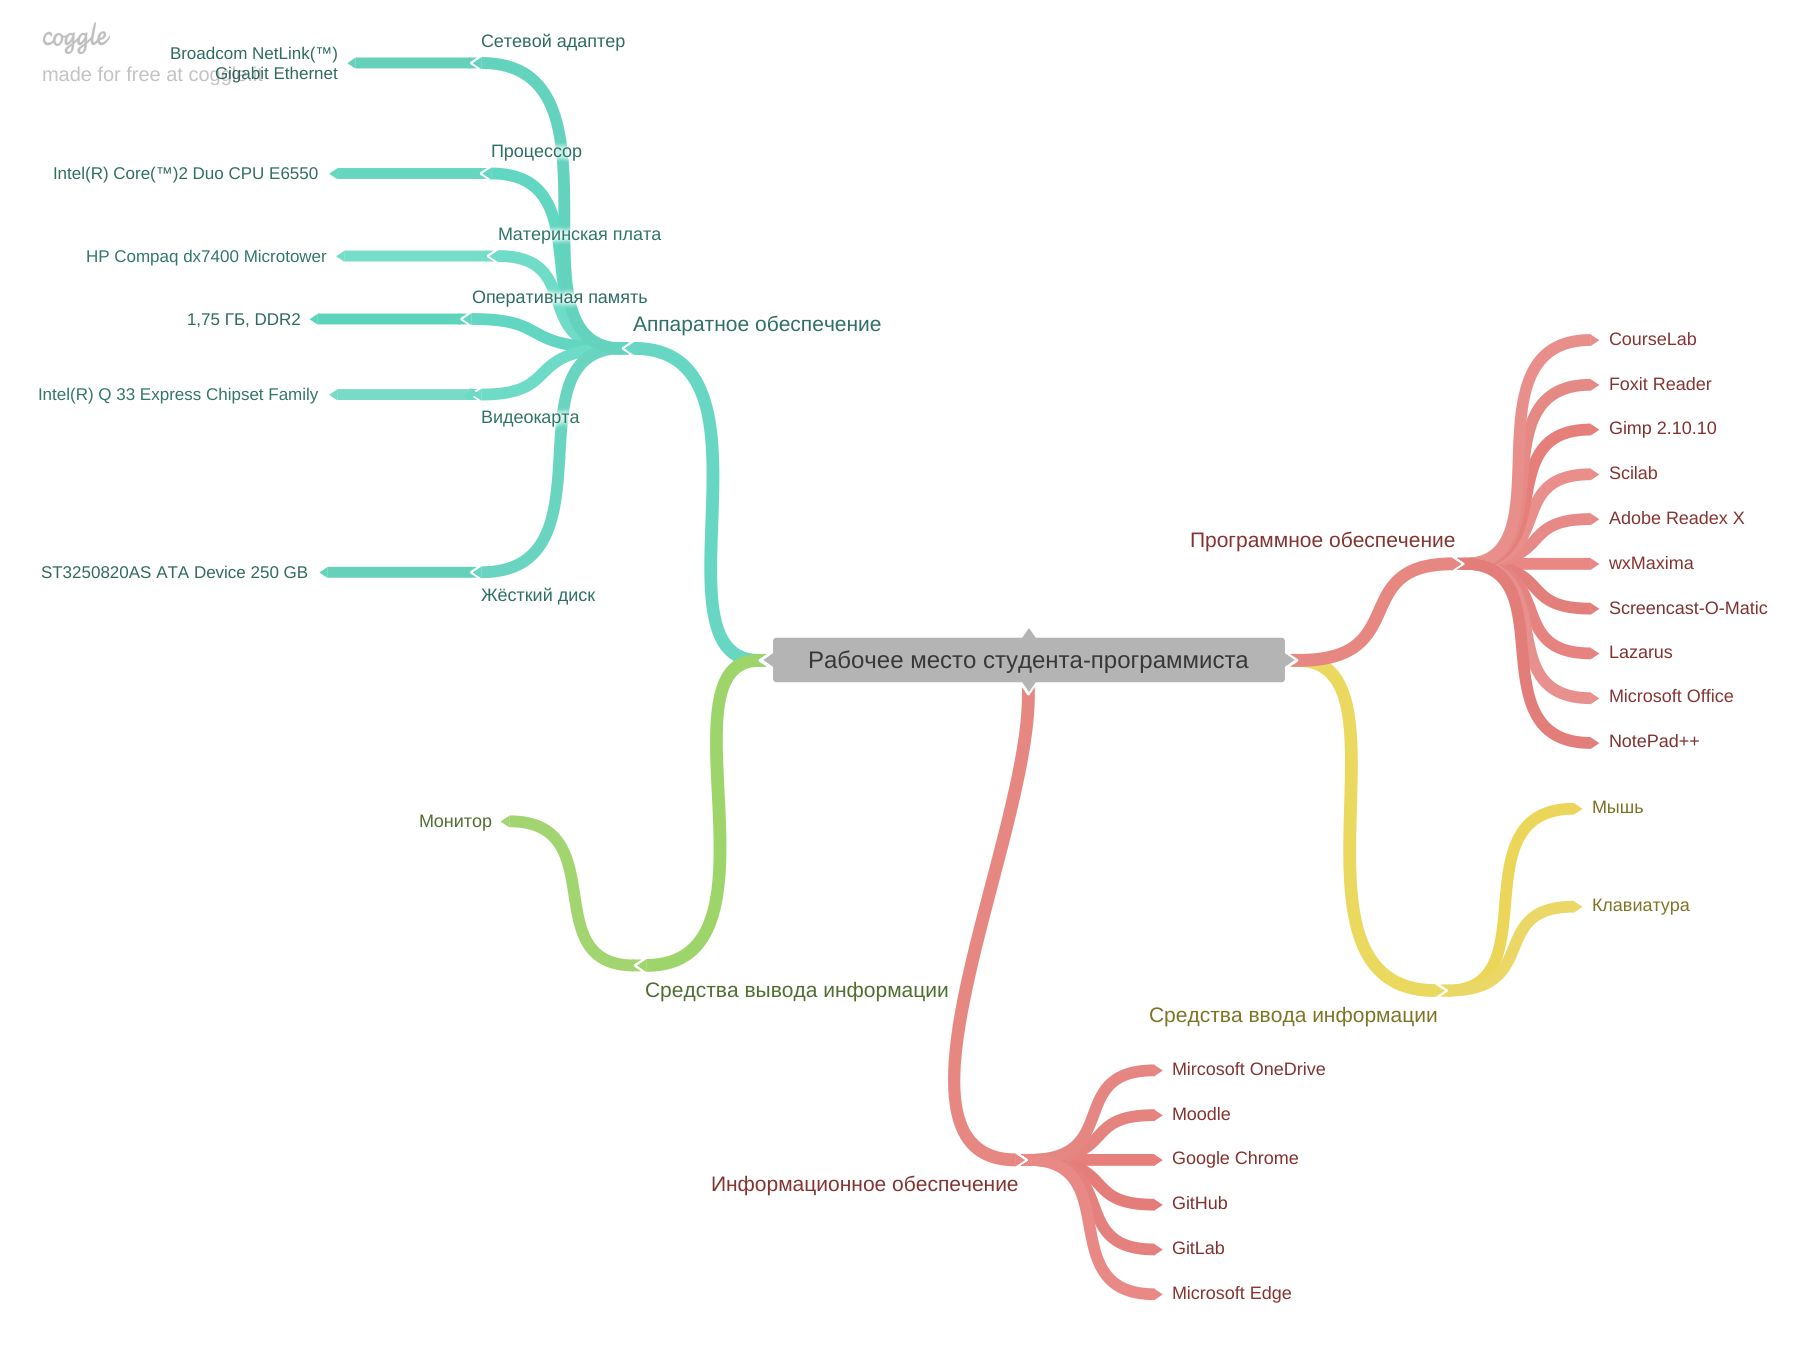 coggle
made for free at coggle.it
Сетевой адаптер
Broadcom NetLink(™)
Gigabit Ethernet
Процессор
Intel(R) Core(™)2 Duo CPU E6550
Материнская плата
HP Compaq dx7400 Microtower
Оперативная память
1,75 ГБ, DDR2
Аппаратное обеспечение
Intel(R) Q 33 Express Chipset Family
Видеокарта
ST3250820AS ATA Device 250 GB
Жёсткий диск
Рабочее место студента-программиста
Монитор
Средства вывода информации
Программное обеспечение
CourseLab
Foxit Reader
Gimp 2.10.10
Scilab
Adobe Readex X
wxMaxima
Screencast-O-Matic
Lazarus
Microsoft Office
NotePad++
Мышь
Клавиатура
Средства ввода информации
Информационное обеспечение
Mircosoft OneDrive
Moodle
Google Chrome
GitHub
GitLab
Microsoft Edge